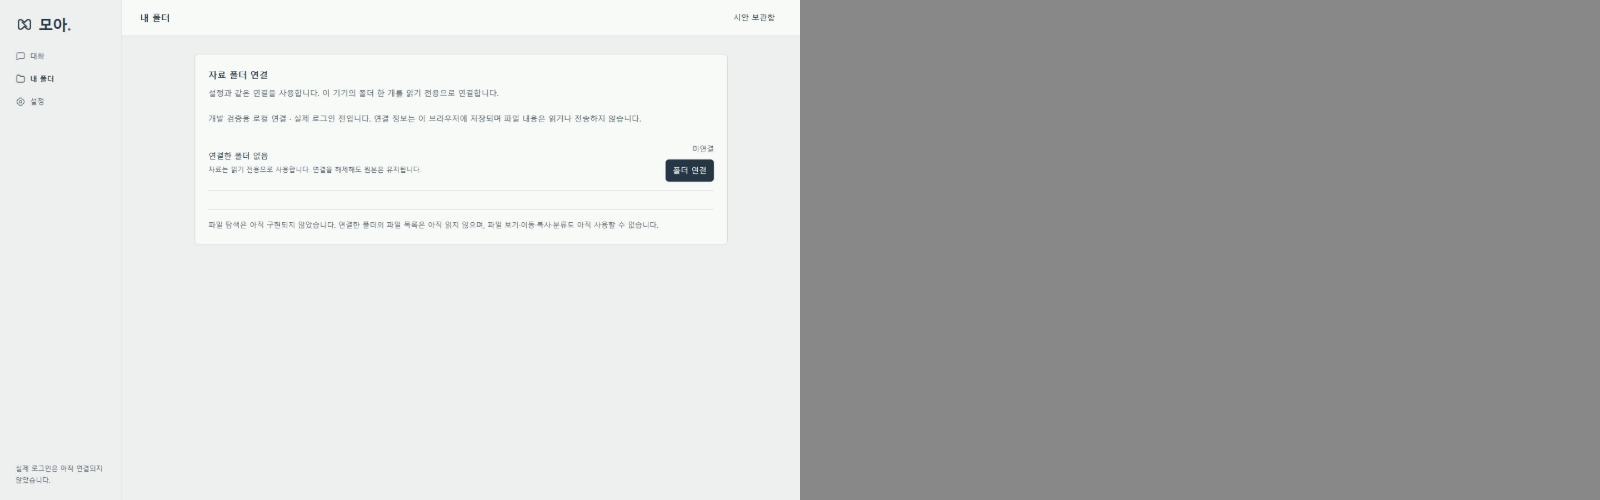 모아.
대화
내 폴더
설정
실제 로그인은 아직 연결되지
않았습니다.
내 폴더
시안 보관함
자료 폴더 연결
설정과 같은 연결을 사용합니다. 이 기기의 폴더 한 개를 읽기 전용으로 연결합니다.
개발 검증용 로컬 연결 · 실제 로그인 전입니다. 연결 정보는 이 브라우저에 저장되며 파일 내용은 읽거나 전송하지 않습니다.
연결한 폴더 없음
자료는 읽기 전용으로 사용합니다. 연결을 해제해도 원본은 유지됩니다.
미연결
폴더 연결
파일 탐색은 아직 구현되지 않았습니다. 연결한 폴더의 파일 목록은 아직 읽지 않으며, 파일 보기·이동·복사·분류도 아직 사용할 수 없습니다.